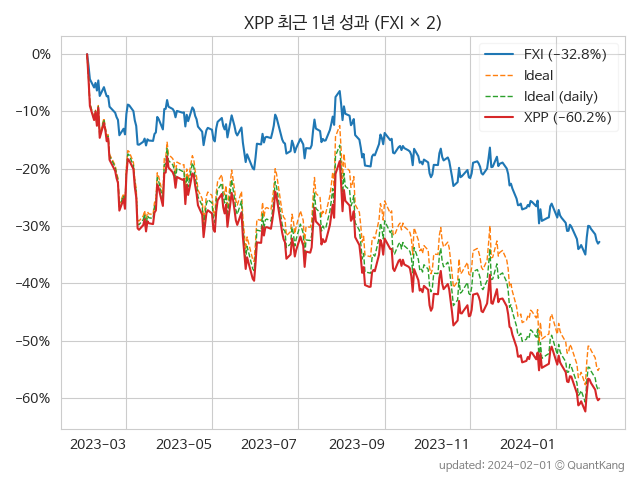 XPP 최근 1년 성과 (FXI × 2)
FXI (−32.8%)
Ideal
Ideal (daily)
XPP (−60.2%)
0%
−10%
−20%
−30%
−40%
−50%
−60%
2023−03
2023−05
2023−07
2023−09
2023−11
2024−01
updated: 2024−02−01 © QuantKang